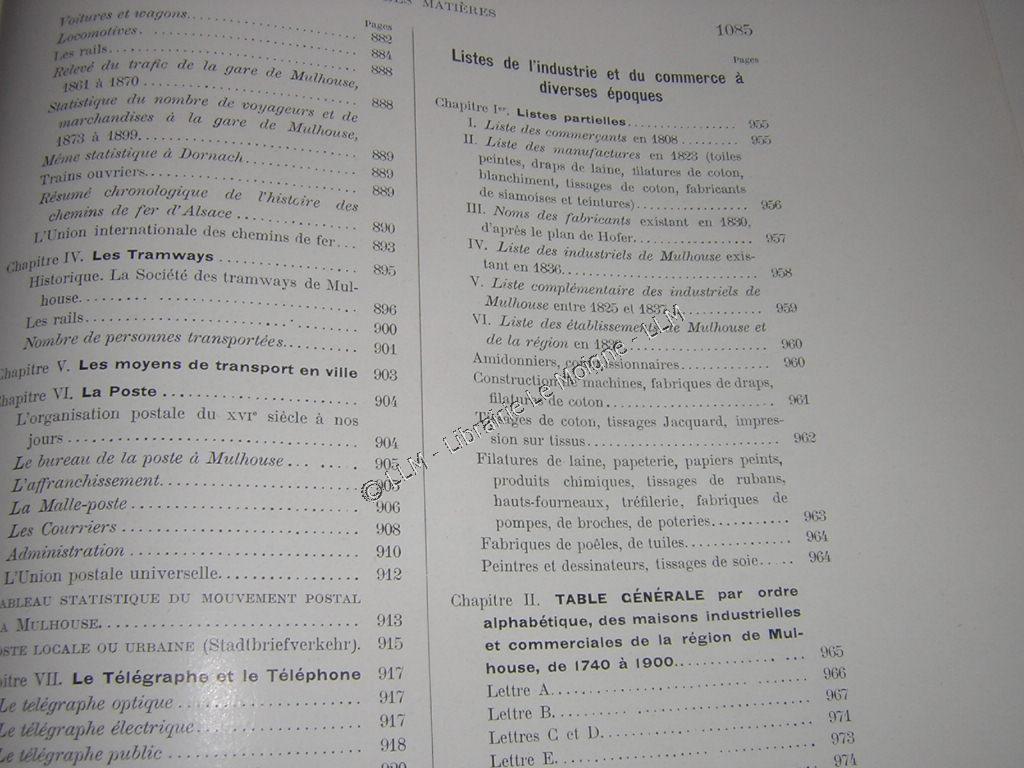 DES MATIÈRES
1085
Pages
Voitures et wagons. 882
Locomotives. 884
Les rails. 888
Relevé du trafic de la gare de Mulhouse,
1861 à 1870 888
Statistique du nombre de voyageurs et de
marchandises à la gare de Mulhouse,
1873 à 1899. 889
Même statistique à Dornach. 889
Trains ouvriers. 889
Résumé chronologique de l'histoire des
chemins de fer d'Alsace 890
L'Union internationale des chemins de fer 893
Chapitre IV. Les Tramways 895
Historique. La Société des tramways de Mul-
house. 896
Les rails. 900
Nombre de personnes transportées. 901
Chapitre V. Les moyens de transport en ville 903
Chapitre VI. La Poste 904
L'organisation postale du XVIe siècle à nos
jours 904
Le bureau de la poste à Mulhouse 905
L'affranchissement. 905
La Malle-poste 906
Les Courriers 908
Administration 910
L'Union postale universelle. 912
TABLEAU STATISTIQUE DU MOUVEMENT POSTAL
A MULHOUSE. 913
POSTE LOCALE OU URBAINE (Stadtbriefverkehr). 915
pitre VII. Le Télégraphe et le Téléphone 917
Le télégraphe optique 917
Le télégraphe électrique 917
Le télégraphe public 918
920
Pages
Listes de l'industrie et du commerce à
diverses époques
Chapitre Ier. Listes partielles. 955
I. Liste des commerçants en 1808 955
II. Liste des manufactures en 1823 (toiles
peintes, draps de laine, filatures de coton,
blanchiment, tissages de coton, fabricants
de siamoises et teintures) 956
III. Noms des fabricants existant en 1830,
d'après le plan de Hofer. 957
IV. Liste des industriels de Mulhouse exis-
tant en 1836. 958
V. Liste complémentaire des industriels de
Mulhouse entre 1825 et 1837 959
VI. Liste des établissements de Mulhouse et
de la région en 960
Amidonniers, commissionnaires. 960
Construction de machines, fabriques de draps,
filatures de coton 961
Tissages de coton, tissages Jacquard, impres-
sion sur tissus. 962
Filatures de laine, papeterie, papiers peints,
produits chimiques, tissages de rubans,
hauts-fourneaux, tréfilerie, fabriques de
pompes, de broches, de poteries. 963
Fabriques de poêles, de tuiles. 964
Peintres et dessinateurs, tissages de soie 964
Chapitre II. TABLE GÉNÉRALE par ordre
alphabétique, des maisons industrielles
et commerciales de la région de Mul-
house, de 1740 à 1900. 965
Lettre A. 966
Lettre B. 967
Lettres C et D. 971
Lettre E. 973
974
© LLM - Librairie Le Moigne - LLM